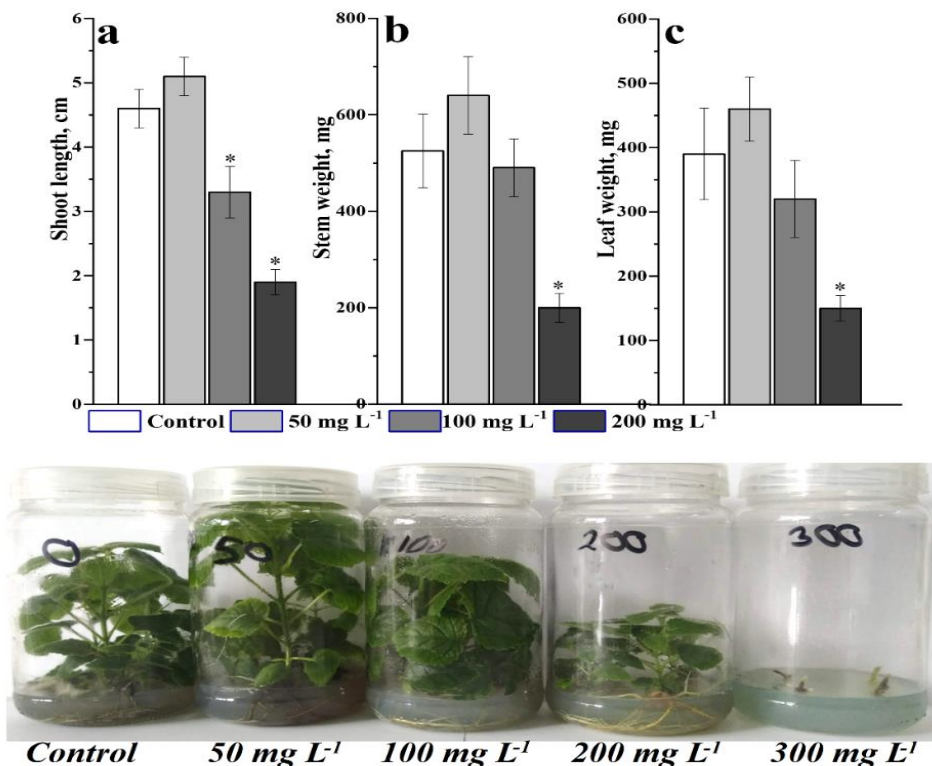 a
Shoot length, cm
6
5
4
3
2
1
0
*
*
b
Stem weight, mg
800
600
400
200
0
*
c
Leaf weight, mg
600
500
400
300
200
100
0
*
Control 50 mg L⁻¹ 100 mg L⁻¹ 200 mg L⁻¹
0 50 100 200 300
Control 50 mg L⁻¹ 100 mg L⁻¹ 200 mg L⁻¹ 300 mg L⁻¹